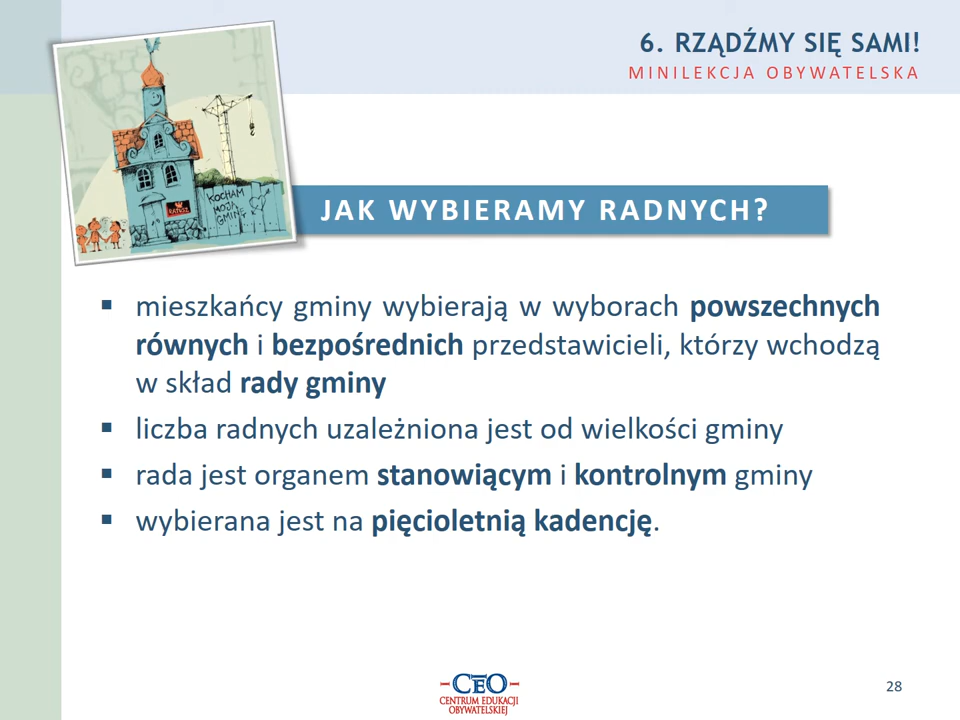 6. RZĄDŹMY SIĘ SAMI!
MINILEKCJA OBYWATELSKA
RATUSZ
KOCHAM
MOJĄ
GMINĘ
JAK WYBIERAMY RADNYCH?
▪ mieszkańcy gminy wybierają w wyborach powszechnych
równych i bezpośrednich przedstawicieli, którzy wchodzą
w skład rady gminy
▪ liczba radnych uzależniona jest od wielkości gminy
▪ rada jest organem stanowiącym i kontrolnym gminy
▪ wybierana jest na pięcioletnią kadencję.
CEO
CENTRUM EDUKACJI
OBYWATELSKIEJ
28